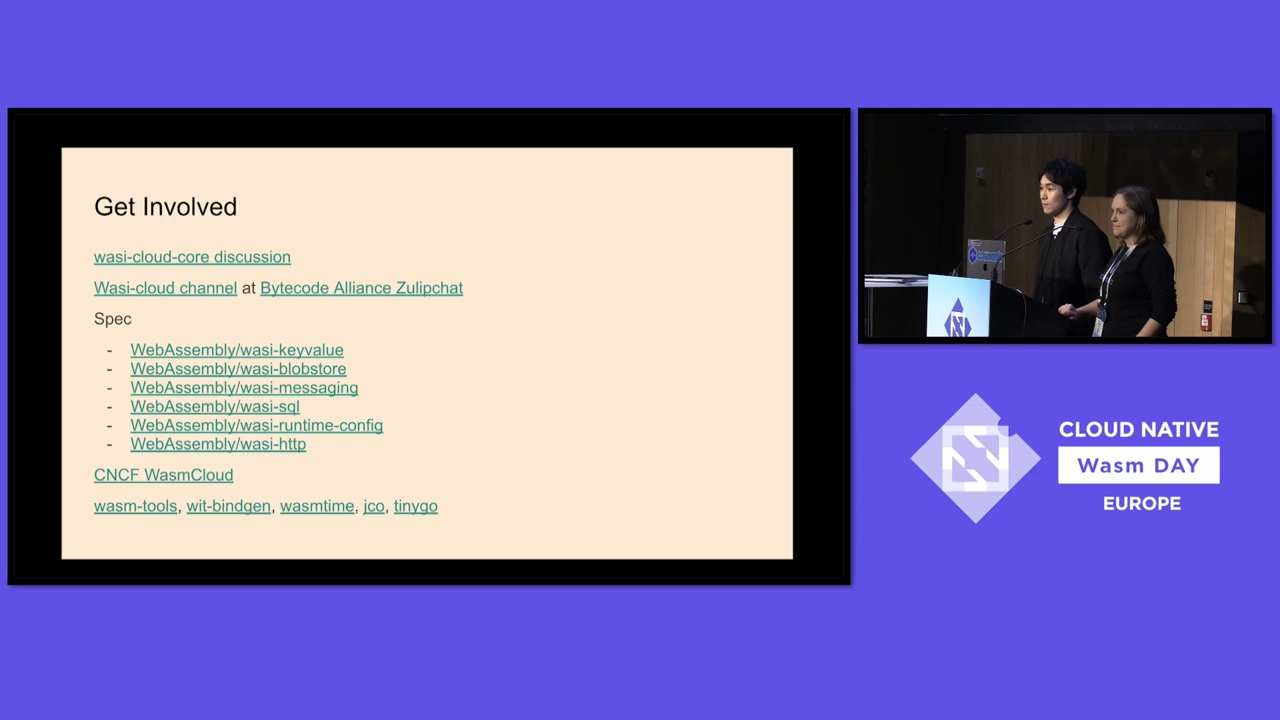 Get Involved
wasi-cloud-core discussion
Wasi-cloud channel at Bytecode Alliance Zulipchat
Spec
- WebAssembly/wasi-keyvalue
- WebAssembly/wasi-blobstore
- WebAssembly/wasi-messaging
- WebAssembly/wasi-sql
- WebAssembly/wasi-runtime-config
- WebAssembly/wasi-http
CNCF WasmCloud
wasm-tools, wit-bindgen, wasmtime, jco, tinygo
CLOUD NATIVE
Wasm DAY
EUROPE